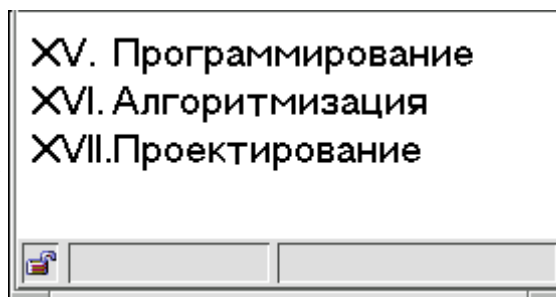 XV. Программирование
XVI. Алгоритмизация
XVII.Проектирование